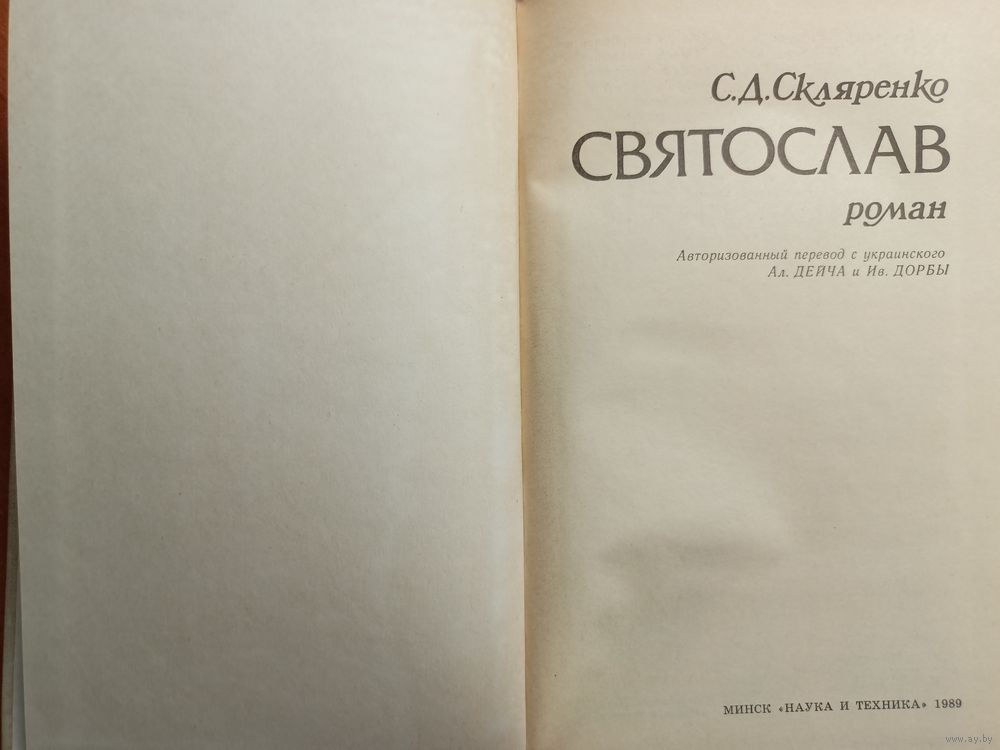 С.Д.Скляренко
СВЯТОСЛАВ
роман
Авторизованный перевод с украинского
Ал. ДЕЙЧА и Ив. ДОРБЫ
МИНСК «НАУКА И ТЕХНИКА» 1989
www.ay.by